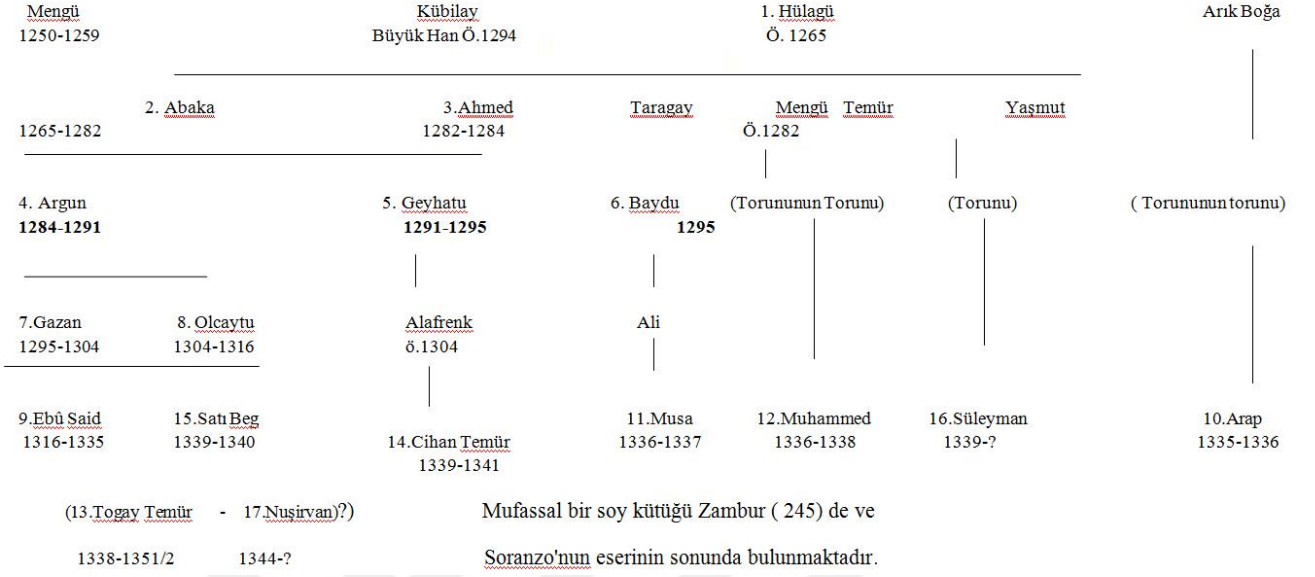 Mengü Kübilay 1. Hülagü Arık Boğa
1250-1259 Büyük Han Ö.1294 Ö. 1265
2. Abaka 3.Ahmed Taragay Mengü Temür Yaşmut
1265-1282 1282-1284 Ö.1282
4. Argun 5. Geyhatu 6. Baydu (Torununun Torunu) (Torunu) ( Torununun torunu)
1284-1291 1291-1295 1295
7.Gazan 8. Olcaytu Alafrenk Ali
1295-1304 1304-1316 ö.1304
9.Ebû Said 15.Satı Beg 11.Musa 12.Muhammed 16.Süleyman 10.Arap
1316-1335 1339-1340 14.Cihan Temür 1336-1337 1336-1338 1339-? 1335-1336
1339-1341
(13.Togay Temür - 17.Nuşirvan)?) Mufassal bir soy kütüğü Zambur ( 245) de ve
1338-1351/2 1344-? Soranzo'nun eserinin sonunda bulunmaktadır.